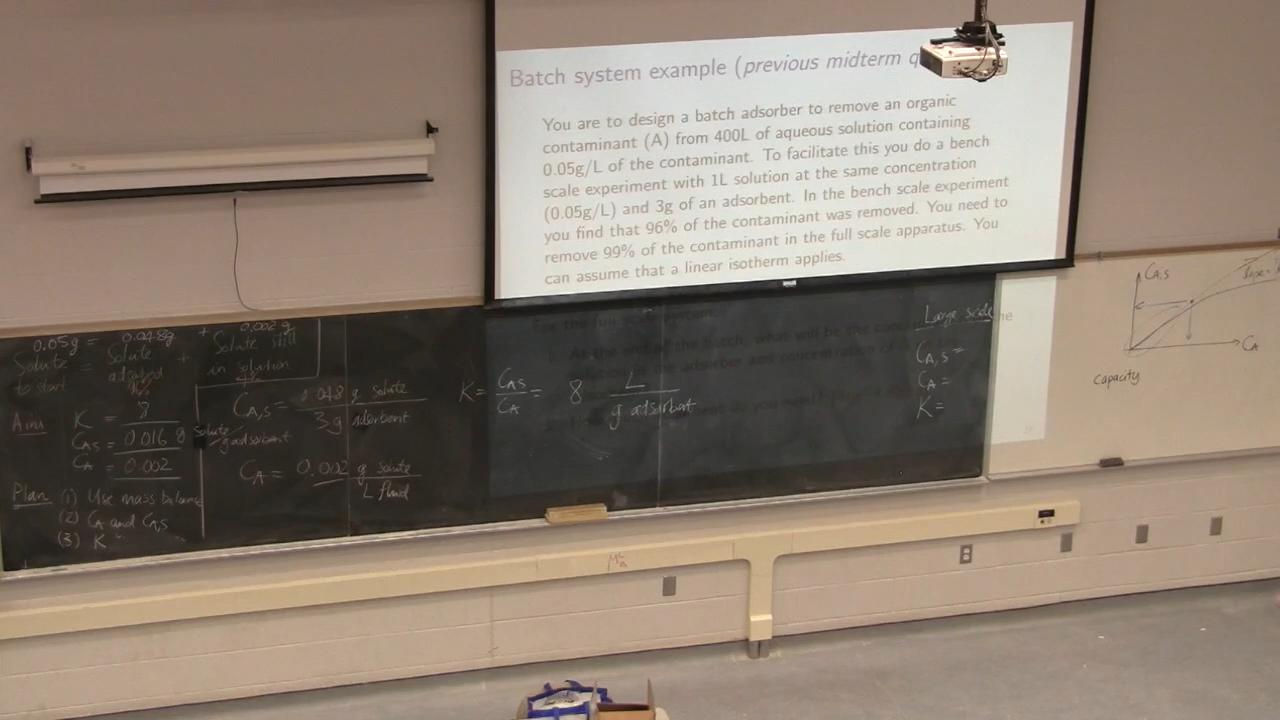 Batch system example (previous midterm q
You are to design a batch adsorber to remove an organic
contaminant (A) from 400L of aqueous solution containing
0.05g/L of the contaminant. To facilitate this you do a bench
scale experiment with 1L solution at the same concentration
(0.05g/L) and 3g of an adsorbent. In the bench scale experiment
you find that 96% of the contaminant was removed. You need to
remove 99% of the contaminant in the full scale apparatus. You
can assume that a linear isotherm applies.
0.05g = 0.048g + 0.002g
Solute to start = Solute adsorbed + Solute still in solution
Aim
K = 8
CAS = 0.016 g solute/g adsorbent
CA = 0.002
Plan (1) Use mass balance
(2) CA and CA,S
(3) K
CA,S = 0.048 g solute / 3g adsorbent
CA = 0.002 g solute / L fluid
K = CAS / CA = 8 L / g adsorbat
Large scale
CA,S =
CA =
K =
CA,S
CA
Capacity